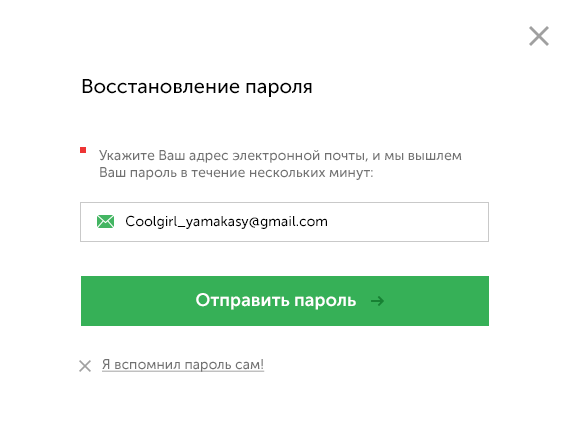 Восстановление пароля
Укажите Ваш адрес электронной почты, и мы вышлем
Ваш пароль в течение нескольких минут:
Coolgirl_yamakasy@gmail.com
Отправить пароль
Я вспомнил пароль сам!